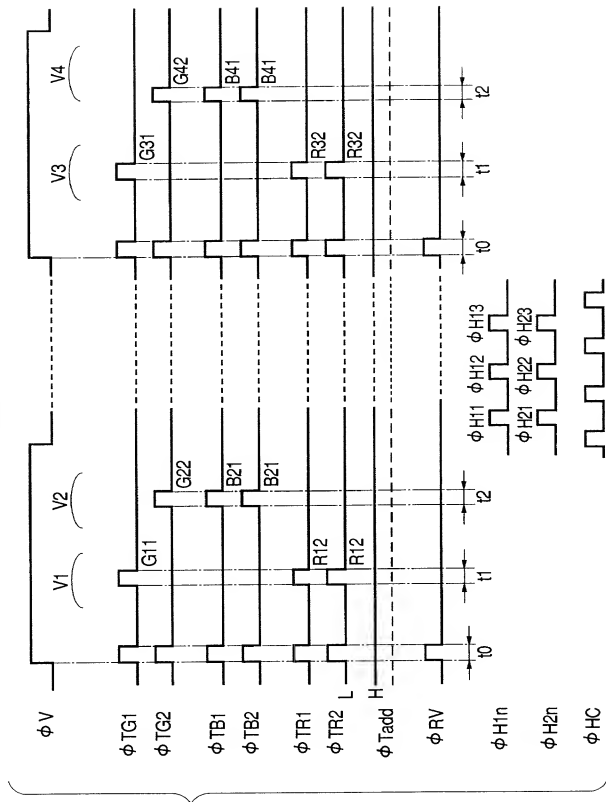 V1 V2 V3 V4
φV
φTG1 G11 G31
φTG2 G22 G42
φTB1 B21 B41
φTB2 B21 B41
φTR1 R12 R32
φTR2 R12 R32
L
H
φTadd
φRV
t0 t1 t2 t0 t1 t2
φH11 φH12 φH13
φH1n
φH21 φH22 φH23
φH2n
φHC